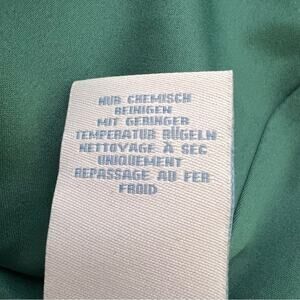 NUR CHEMISCH
REINIGEN
MIT GERINGER
TEMPERATUR BÜGELN
NETTOYAGE À SEC
UNIQUEMENT
REPASSAGE AU FER
FROID